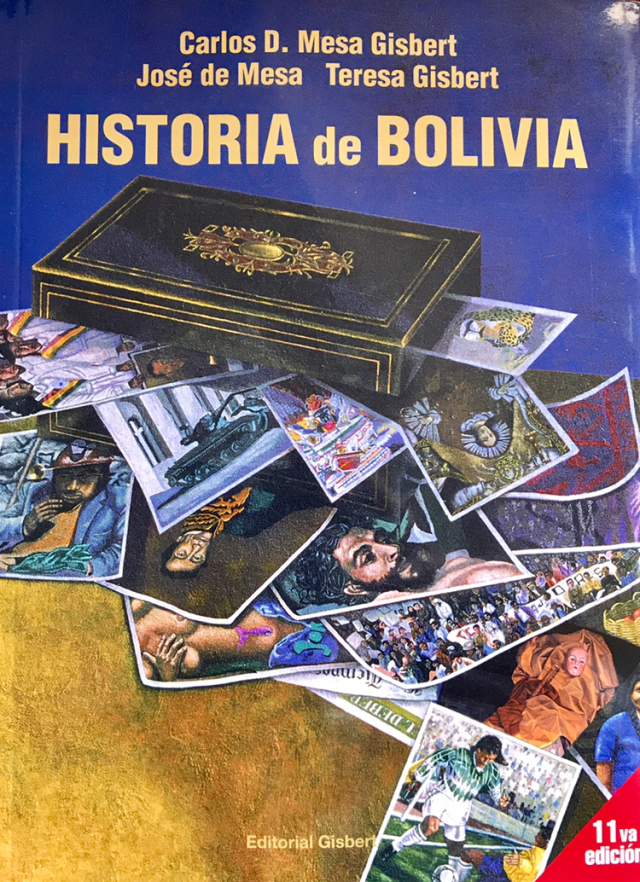 Carlos D. Mesa Gisbert
José de Mesa Teresa Gisbert
HISTORIA de BOLIVIA
Editorial Gisbert
11va
edición